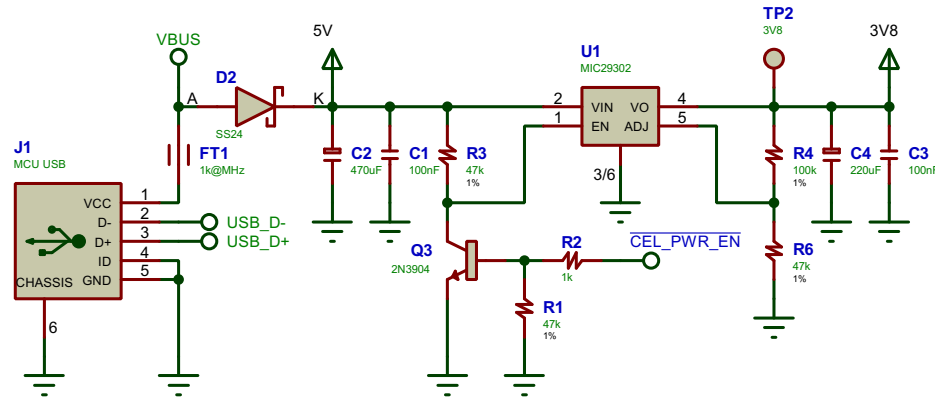 TP2
3V8
5V
3V8
VBUS
U1
MIC29302
D2
A
K
SS24
2
VIN
VO
4
1
EN
ADJ
5
3/6
J1
MCU USB
FT1
1k@MHz
C2
470uF
C1
100nF
R3
47k
1%
R4
100k
1%
C4
220uF
C3
100nF
VCC
1
D-
2
USB_D-
D+
3
USB_D+
ID
4
CHASSIS
GND
5
6
Q3
2N3904
R2
1k
CEL_PWR_EN
R1
47k
1%
R6
47k
1%